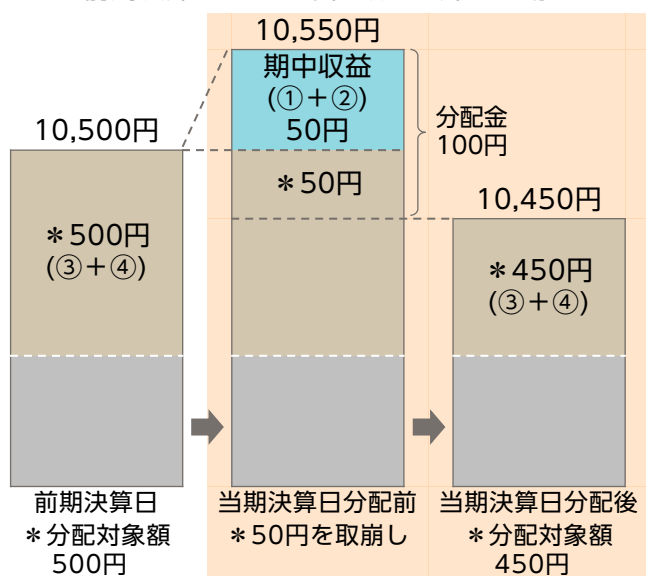 10,550円
期中収益
(①+②)
50円
分配金
100円
10,500円
*50円
10,450円
*500円
(③+④)
*450円
(③+④)
前期決算日
*分配対象額
500円
当期決算日分配前
*50円を取崩し
当期決算日分配後
*分配対象額
450円